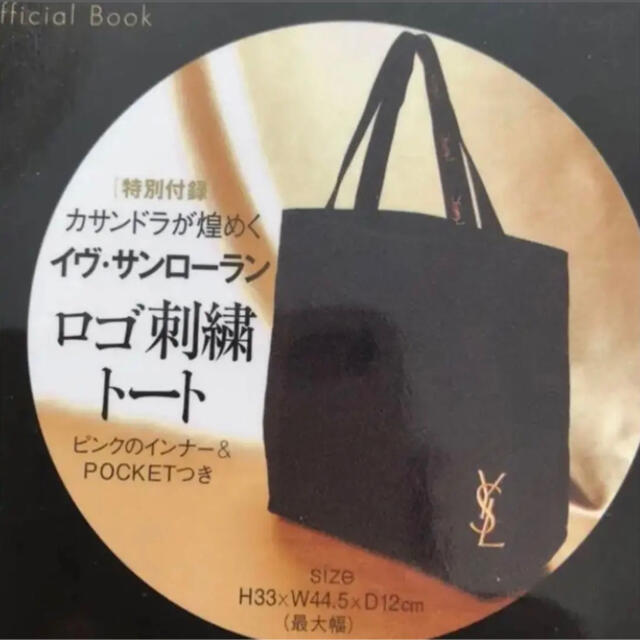 fficial Book
特別付録
カサンドラが煌めく
イヴ・サンローラン
ロゴ刺繍
トート
ピンクのインナー&
POCKETつき
YSL
YSL
SIZE
H33×W44.5×D12cm
(最大幅)